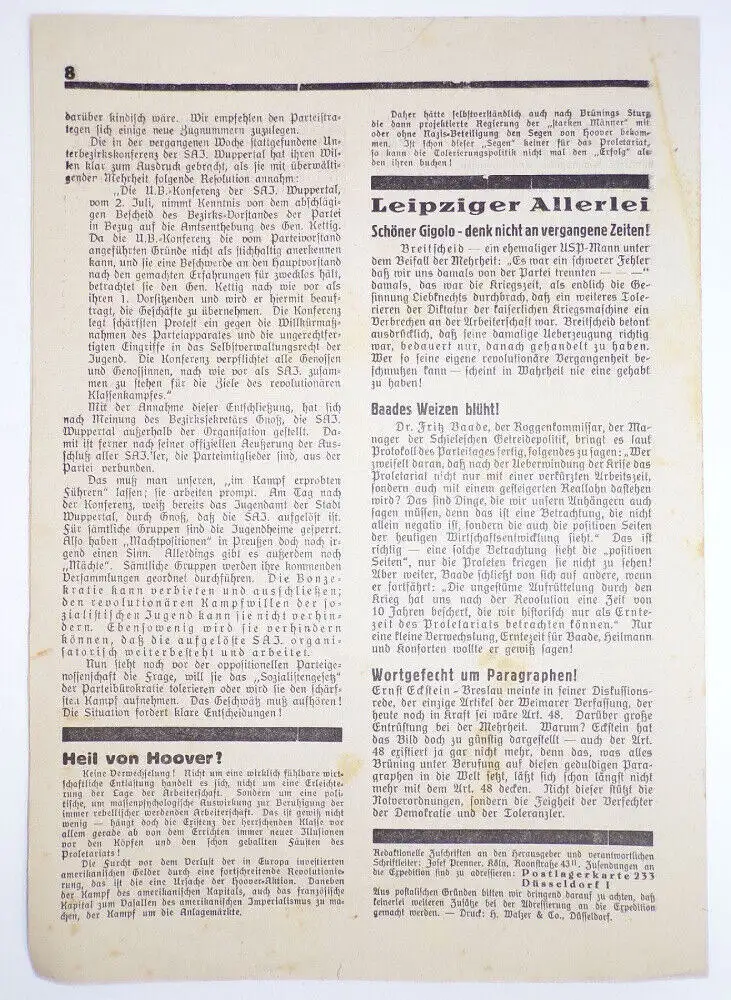 8
darüber kindisch wäre. Wir empfehlen den Parteistra-
tegen sich einige neue Zugnummern zuzulegen.
Die in der vergangenen Woche stattgefundene Un-
terbezirkskonferenz der SAJ. Wuppertal hat ihren Wil-
len klar zum Ausdruck gebracht, als sie mit überwälti-
gender Mehrheit folgende Resolution annahm:
„Die U.B.-Konferenz der SAJ. Wuppertal,
vom 2. Juli, nimmt Kenntnis von dem abschlägi-
gen Bescheid des Bezirks-Vorstandes der Partei
in Bezug auf die Amtsenthebung des Gen. Kettig.
Da die U.B.-Konferenz die vom Parteivorstand
angeführten Gründe nicht als stichhaltig anerkennen
kann, und sie eine Beschwerde an den Hauptvorstand
nach den gemachten Erfahrungen für zwecklos hält,
betrachtet sie den Gen. Kettig nach wie vor als
ihren 1. Vorsitzenden und wird er hiermit beauf-
tragt, die Geschäfte zu übernehmen. Die Konferenz
legt schärfsten Protest ein gegen die Willkürmaß-
nahmen des Parteiapparates und die ungerechtfer-
tigten Eingriffe in das Selbstverwaltungsrecht der
Jugend. Die Konferenz verpflichtet alle Genossen
und Genossinnen, nach wie vor als SAJ. zusam-
men zu stehen für die Ziele des revolutionären
Klassenkampfes."
Mit der Annahme dieser Entschließung, hat sich
nach Meinung des Bezirkssekretärs Gnoß, die SAJ.
Wuppertal außerhalb der Organisation gestellt. Da-
mit ist ferner nach seiner offiziellen Aeußerung der Aus-
schluß aller SAJ.'ler, die Parteimitglieder sind, aus der
Partei verbunden.
Das muß man unseren, „im Kampf erprobten
Führern" lassen; sie arbeiten prompt. Am Tag nach
der Konferenz, weiß bereits das Jugendamt der Stadt
Wuppertal, durch Gnoß, daß die SAJ. aufgelöst ist.
Für sämtliche Gruppen sind die Jugendheime gesperrt.
Also haben „Machtpositionen" in Preußen doch noch ir-
gend einen Sinn. Allerdings gibt es außerdem noch
„Mächte". Sämtliche Gruppen werden ihre kommenden
Versammlungen geordnet durchführen. Die Bonze-
kratie kann verbieten und ausschließen;
den revolutionären Kampfwillen der so-
zialistischen Jugend kann sie nicht verhin-
dern. Ebensowenig wird sie verhindern
können, daß die aufgelöste SAJ. organi-
satorisch weiterbesteht und arbeitet.
Nun steht noch vor der oppositionellen Parteige-
nossenschaft die Frage, will sie das „Sozialistengesetz"
der Parteibürokratie tolerieren oder wird sie den schärf-
sten Kampf aufnehmen. Das Geschwätz muß aufhören!
Die Situation fordert klare Entscheidungen!
Heil von Hoover?
Keine Verwechselung! Nicht um eine wirklich fühlbare wirt-
schaftliche Entlastung handelt es sich, nicht um eine Erleichte-
rung der Lage der Arbeiterschaft. Sondern um eine poli-
tische, um massenpsychologische Auswirkung zur Beruhigung der
immer rebellischer werdenden Arbeiterschaft. Das ist gewiß nicht
wenig — hängt doch die Existenz der herrschenden Klasse vor
allem gerade ab von dem Errichten immer neuer Illusionen
vor den Köpfen und den schon geballten Fäusten des
Proletariats!
Die Furcht vor dem Verlust der in Europa investierten
amerikanischen Gelder durch eine fortschreitende Revolutionie-
rung, das ist die eine Ursache der Hoover-Aktion. Daneben
der Kampf des amerikanischen Kapitals, auch das französische
Kapital zum Vasallen des amerikanischen Imperialismus zu ma-
chen, der Kampf um die Anlagemärkte.
Daher hätte selbstverständlich auch nach Brünings Sturz
die dann projektierte Regierung der „starken Männer" mit
oder ohne Nazis-Beteiligung den Segen von Hoover bekom-
men. Ist schon dieser „Segen" keiner für das Proletariat,
so kann die Tolerierungspolitik nicht mal den „Erfolg" als
den ihren buchen!
Leipziger Allerlei
Schöner Gigolo - denk nicht an vergangene Zeiten!
Breitscheid — ein ehemaliger USP-Mann unter
dem Beifall der Mehrheit: „Es war ein schwerer Fehler
daß wir uns damals von der Partei trennten — — —"
damals, das war die Kriegszeit, als endlich die Ge-
sinnung Liebknechts durchbrach, daß ein weiteres Tole-
rieren der Diktatur der kaiserlichen Kriegsmaschine ein
Verbrechen an der Arbeiterschaft war. Breitscheid betont
ausdrücklich, daß seine damalige Ueberzeugung richtig
war, bedauert nur, danach gehandelt zu haben.
Wer so seine eigene revolutionäre Vergangenheit be-
schmutzen kann — scheint in Wahrheit nie eine gehabt
zu haben!
Baades Weizen blüht!
Dr. Fritz Baade, der Roggenkommissar, der Ma-
nager der Schieleschen Getreidepolitik, bringt es laut
Protokoll des Parteitages fertig, folgendes zu sagen: „Wer
zweifelt daran, daß nach der Ueberwindung der Krise das
Proletariat nicht nur mit einer verkürzten Arbeitszeit,
sondern auch mit einem gesteigerten Reallohn dastehen
wird? Das sind Dinge, die wir unsern Anhängern auch
sagen müssen, denn das ist eine Betrachtung, die nicht
allein negativ ist, sondern die auch die positiven Seiten
der heutigen Wirtschaftsentwicklung sieht." Das ist
richtig — eine solche Betrachtung sieht die „positiven
Seiten", nur die Proleten kriegen sie nicht zu sehen!
Aber weiter, Baade schließt von sich auf andere, wenn
er fortfährt: „Die ungestüme Aufrüttelung durch den
Krieg hat uns nach der Revolution eine Zeit von
10 Jahren beschert, die wir historisch nur als Ernte-
zeit des Proletariats betrachten können." Nur
eine kleine Verwechslung, Erntezeit für Baade, Heilmann
und Konsorten wollte er gewiß sagen!
Wortgefecht um Paragraphen!
Ernst Eckstein - Breslau meinte in seiner Diskussions-
rede, der einzige Artikel der Weimarer Verfassung, der
heute noch in Kraft sei wäre Art. 48. Darüber große
Entrüstung bei der Mehrheit. Warum? Eckstein hat
das Bild doch zu günstig dargestellt — auch der Art.
48 existiert ja gar nicht mehr, denn das, was alles
Brüning unter Berufung auf diesen geduldigen Para-
graphen in die Welt setzt, läßt sich schon längst nicht
mehr mit dem Art. 48 decken. Nicht dieser stützt die
Notverordnungen, sondern die Feigheit der Verfechter
der Demokratie und der Toleranzler.
Redaktionelle Zuschriften an den Herausgeber und verantwortlichen
Schriftleiter: Josef Prenner, Köln, Roonstraße 43II. Zusendungen an
die Expedition sind zu adressieren: Postlagerkarte 233
Düsseldorf 1
Aus postalischen Gründen bitten wir dringend darauf zu achten, daß
keinerlei weiteren Zusätze bei der Adressierung an die Expedition
gemacht werden. — Druck: H. Walzer & Co., Düsseldorf.